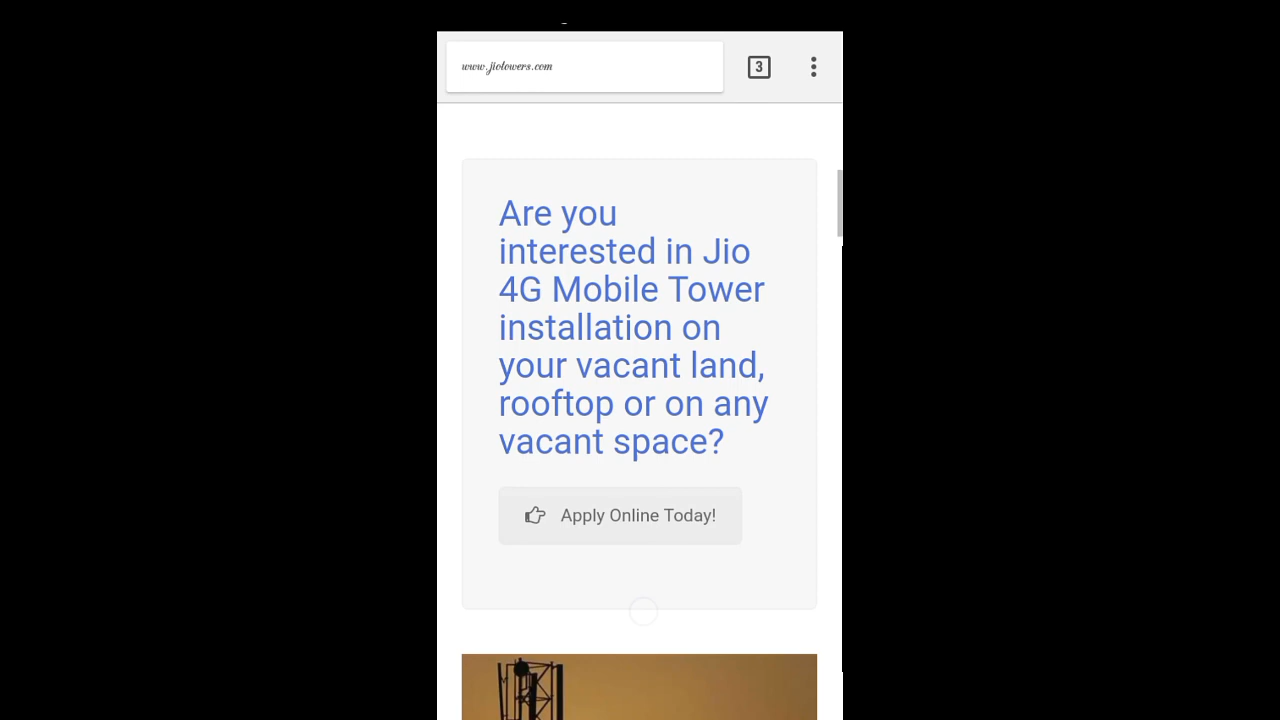 www.jiotowers.com
3
Are you
interested in Jio
4G Mobile Tower
installation on
your vacant land,
rooftop or on any
vacant space?
Apply Online Today!